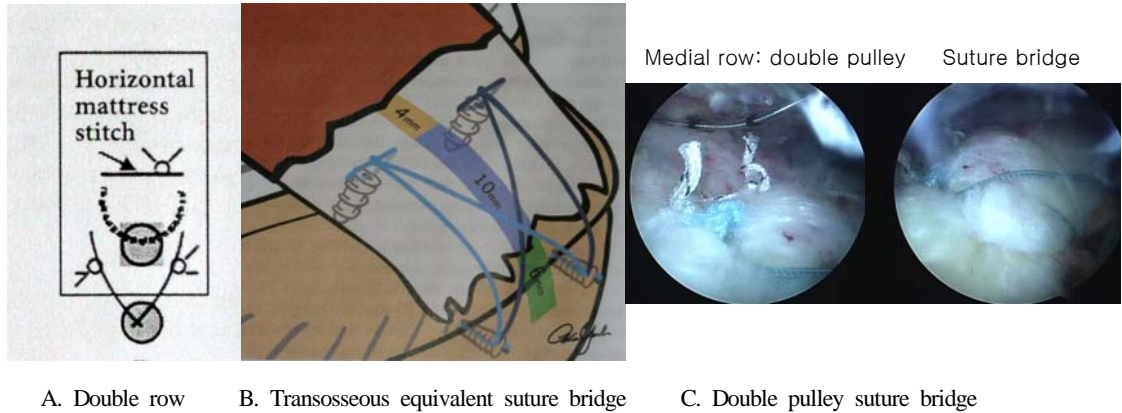 Horizontal
mattress
stitch
4mm
10mm
6mm
Medial row: double pulley
Suture bridge
A. Double row
B. Transosseous equivalent suture bridge
C. Double pulley suture bridge